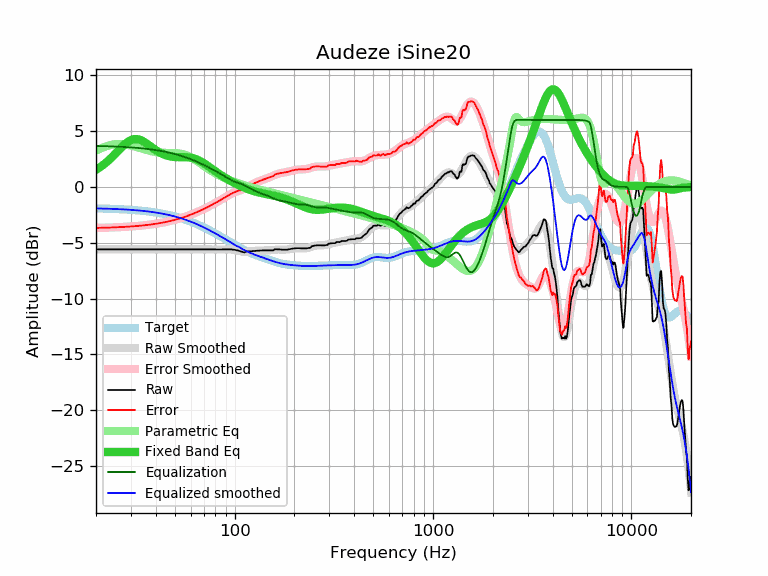 Audeze iSine20
10
5
0
−5
−10
−15
−20
−25
Amplitude (dBr)
Target
Raw Smoothed
Error Smoothed
Raw
Error
Parametric Eq
Fixed Band Eq
Equalization
Equalized smoothed
100 1000 10000
Frequency (Hz)